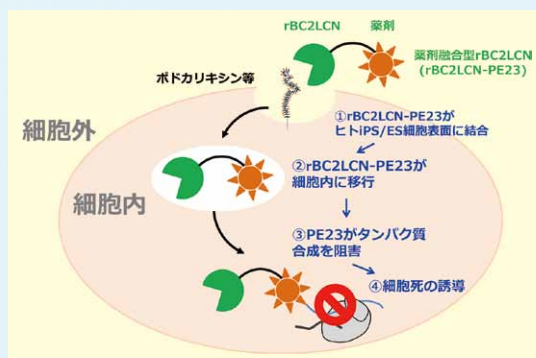 rBC2LCN
薬剤
薬剤融合型rBC2LCN
(rBC2LCN-PE23)
ポドカリキシン等
細胞外
①rBC2LCN-PE23が
ヒトiPS/ES細胞表面に結合
②rBC2LCN-PE23が
細胞内に移行
細胞内
③PE23がタンパク質
合成を阻害
④細胞死の誘導